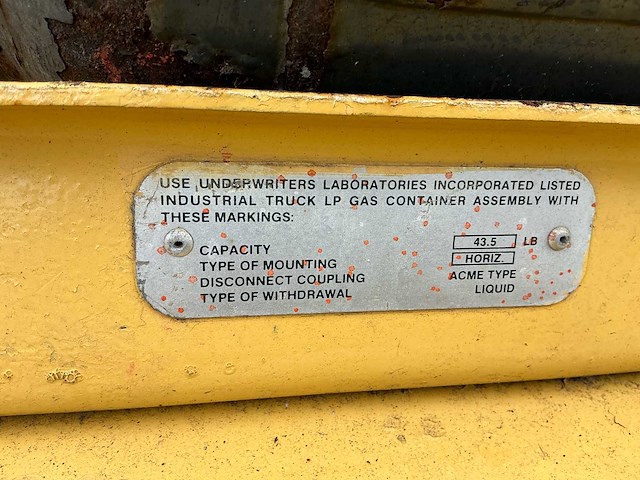 USE UNDERWRITERS LABORATORIES INCORPORATED LISTED
INDUSTRIAL TRUCK LP GAS CONTAINER ASSEMBLY WITH
THESE MARKINGS:
CAPACITY 43.5 LB
TYPE OF MOUNTING HORIZ.
DISCONNECT COUPLING ACME TYPE
TYPE OF WITHDRAWAL LIQUID